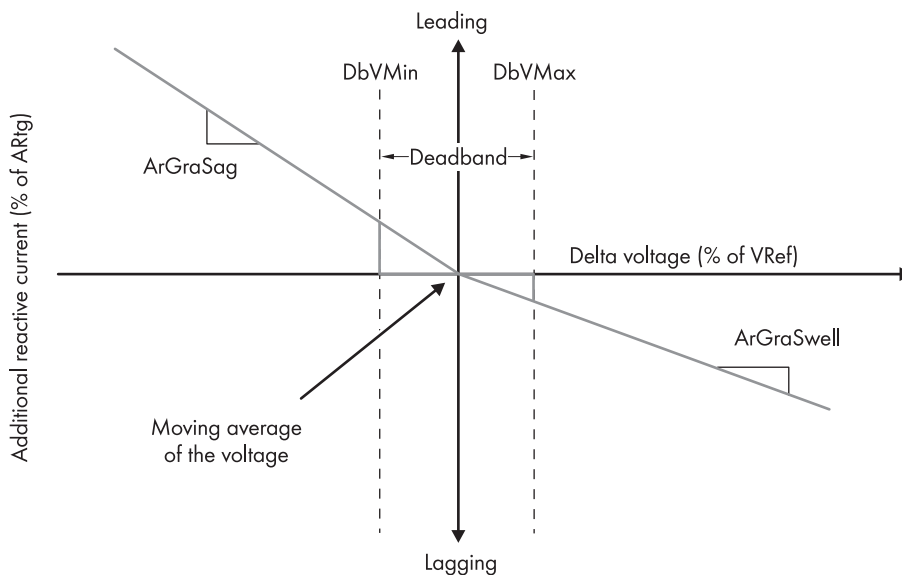 Leading
DbVMin
DbVMax
Deadband
ArGraSag
Additional reactive current (% of ARtg)
Delta voltage (% of VRef)
ArGraSwell
Moving average
of the voltage
Lagging